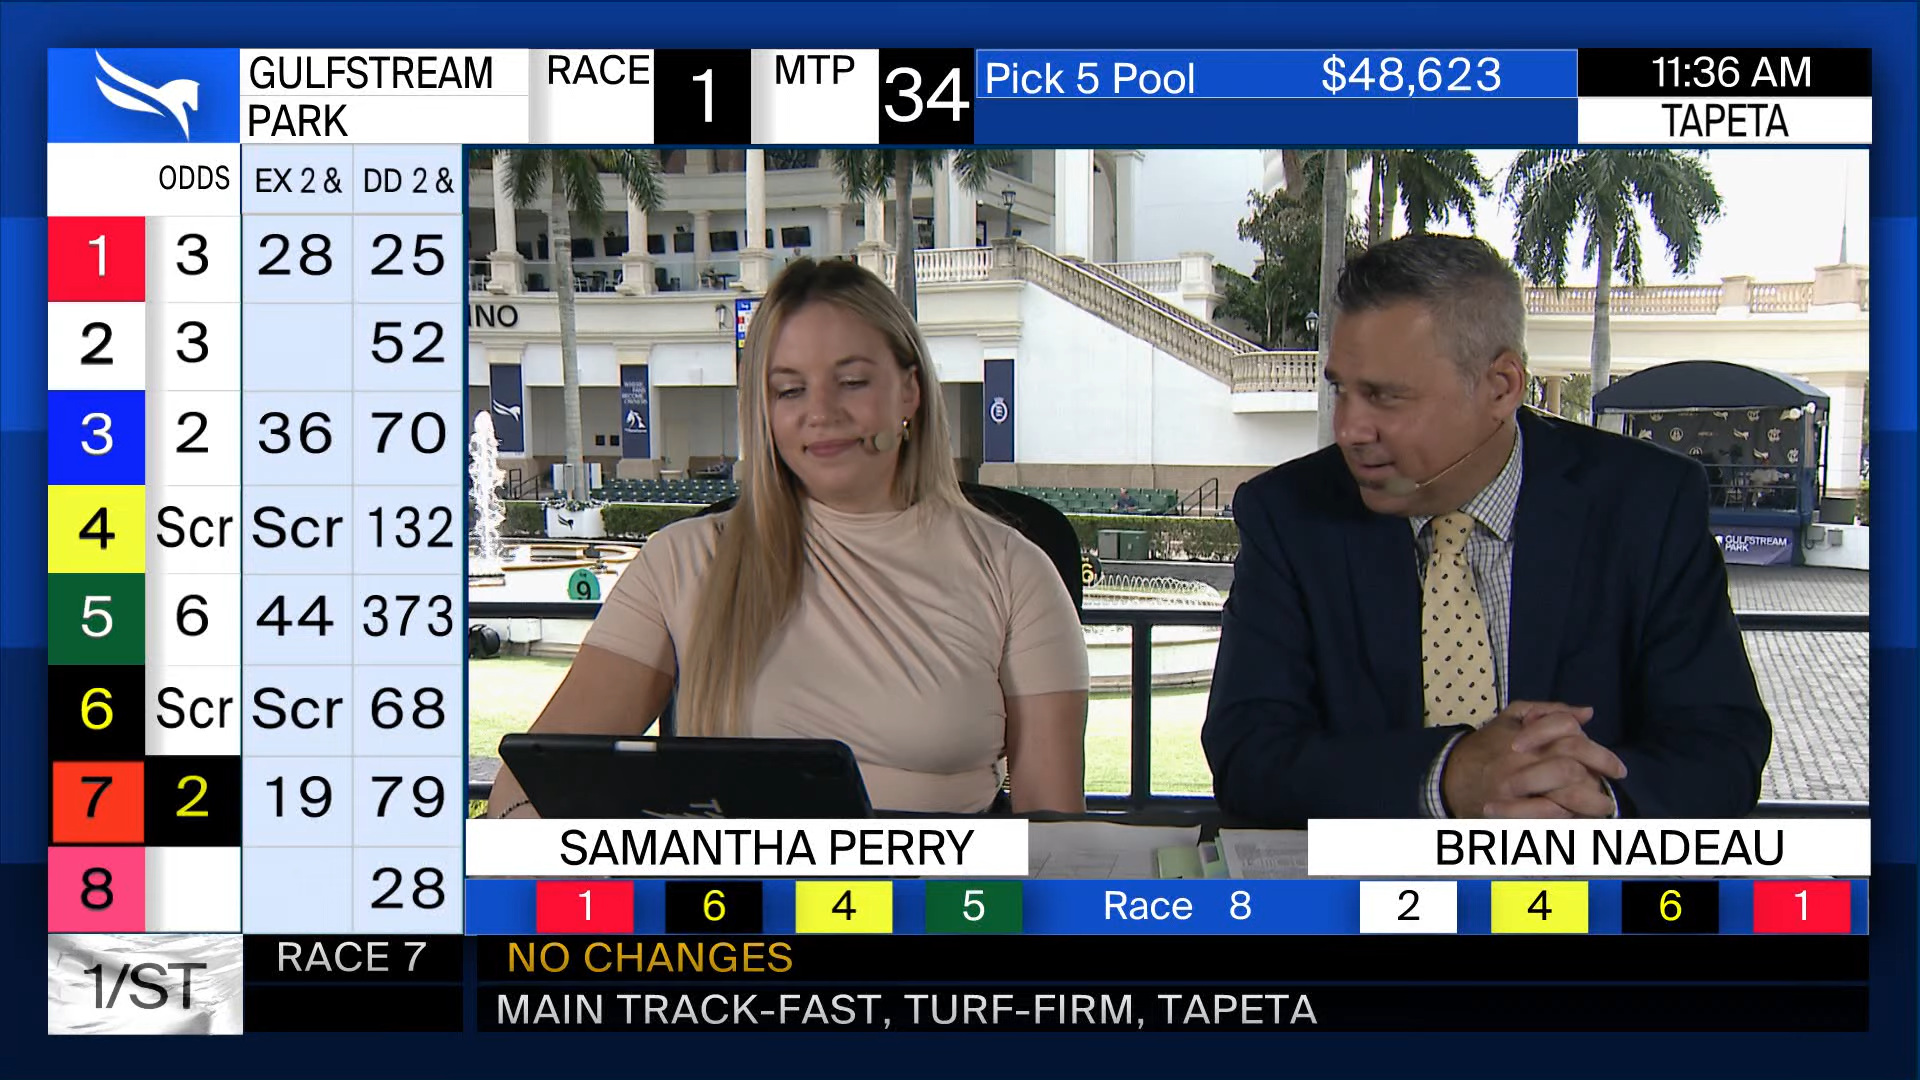 GULFSTREAM
PARK
RACE 1 MTP 34
Pick 5 Pool $48,623
11:36 AM
TAPETA
ODDS EX 2 & DD 2 &
1 3 28 25
2 3 52
3 2 36 70
4 Scr Scr 132
5 6 44 373
6 Scr Scr 68
7 2 19 79
8 28
INO
9
6
GULFSTREAM
PARK
SAMANTHA PERRY
BRIAN NADEAU
1 6 4 5 Race 8 2 4 6 1
1/ST
RACE 7
NO CHANGES
MAIN TRACK-FAST, TURF-FIRM, TAPETA